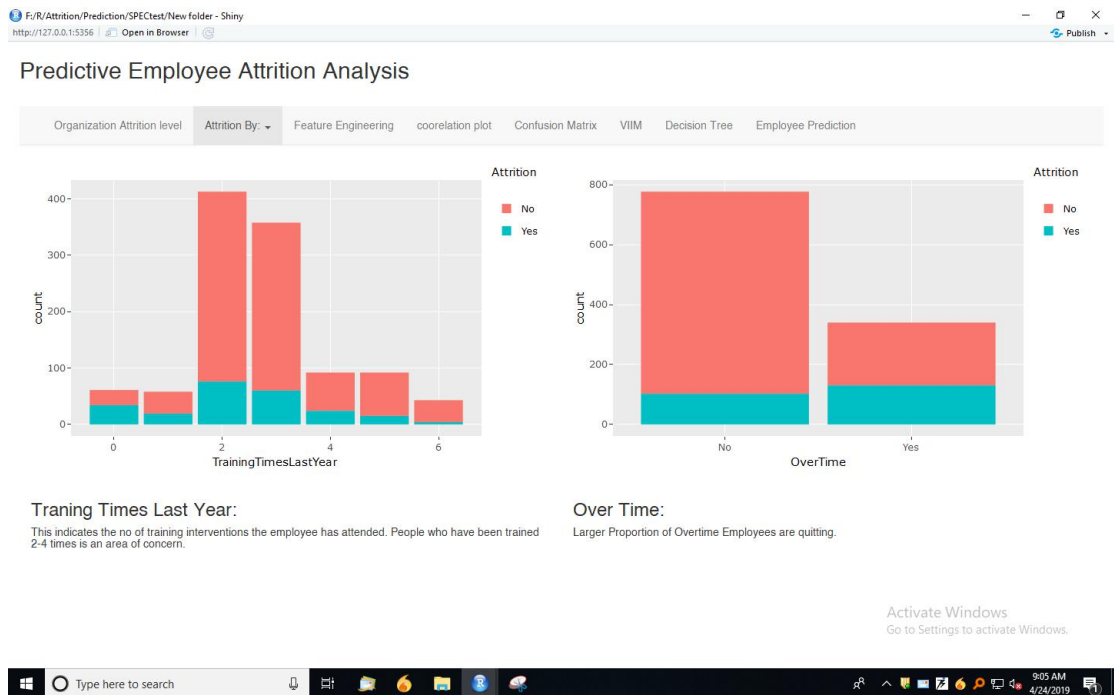 F:/R/Attrition/Prediction/SPECtest/New folder - Shiny
http://127.0.0.1:5356 Open in Browser Publish
Predictive Employee Attrition Analysis
Organization Attrition level Attrition By: Feature Engineering coorelation plot Confusion Matrix VIIM Decision Tree Employee Prediction
Attrition
No
Yes
400
300
200
100
0
count
0 2 4 6
TrainingTimesLastYear
Attrition
No
Yes
800
600
400
200
0
count
No Yes
OverTime
Traning Times Last Year:
This indicates the no of training interventions the employee has attended. People who have been trained
2-4 times is an area of concern.
Over Time:
Larger Proportion of Overtime Employees are quitting.
Activate Windows
Go to Settings to activate Windows.
Type here to search
9:05 AM
4/24/2019